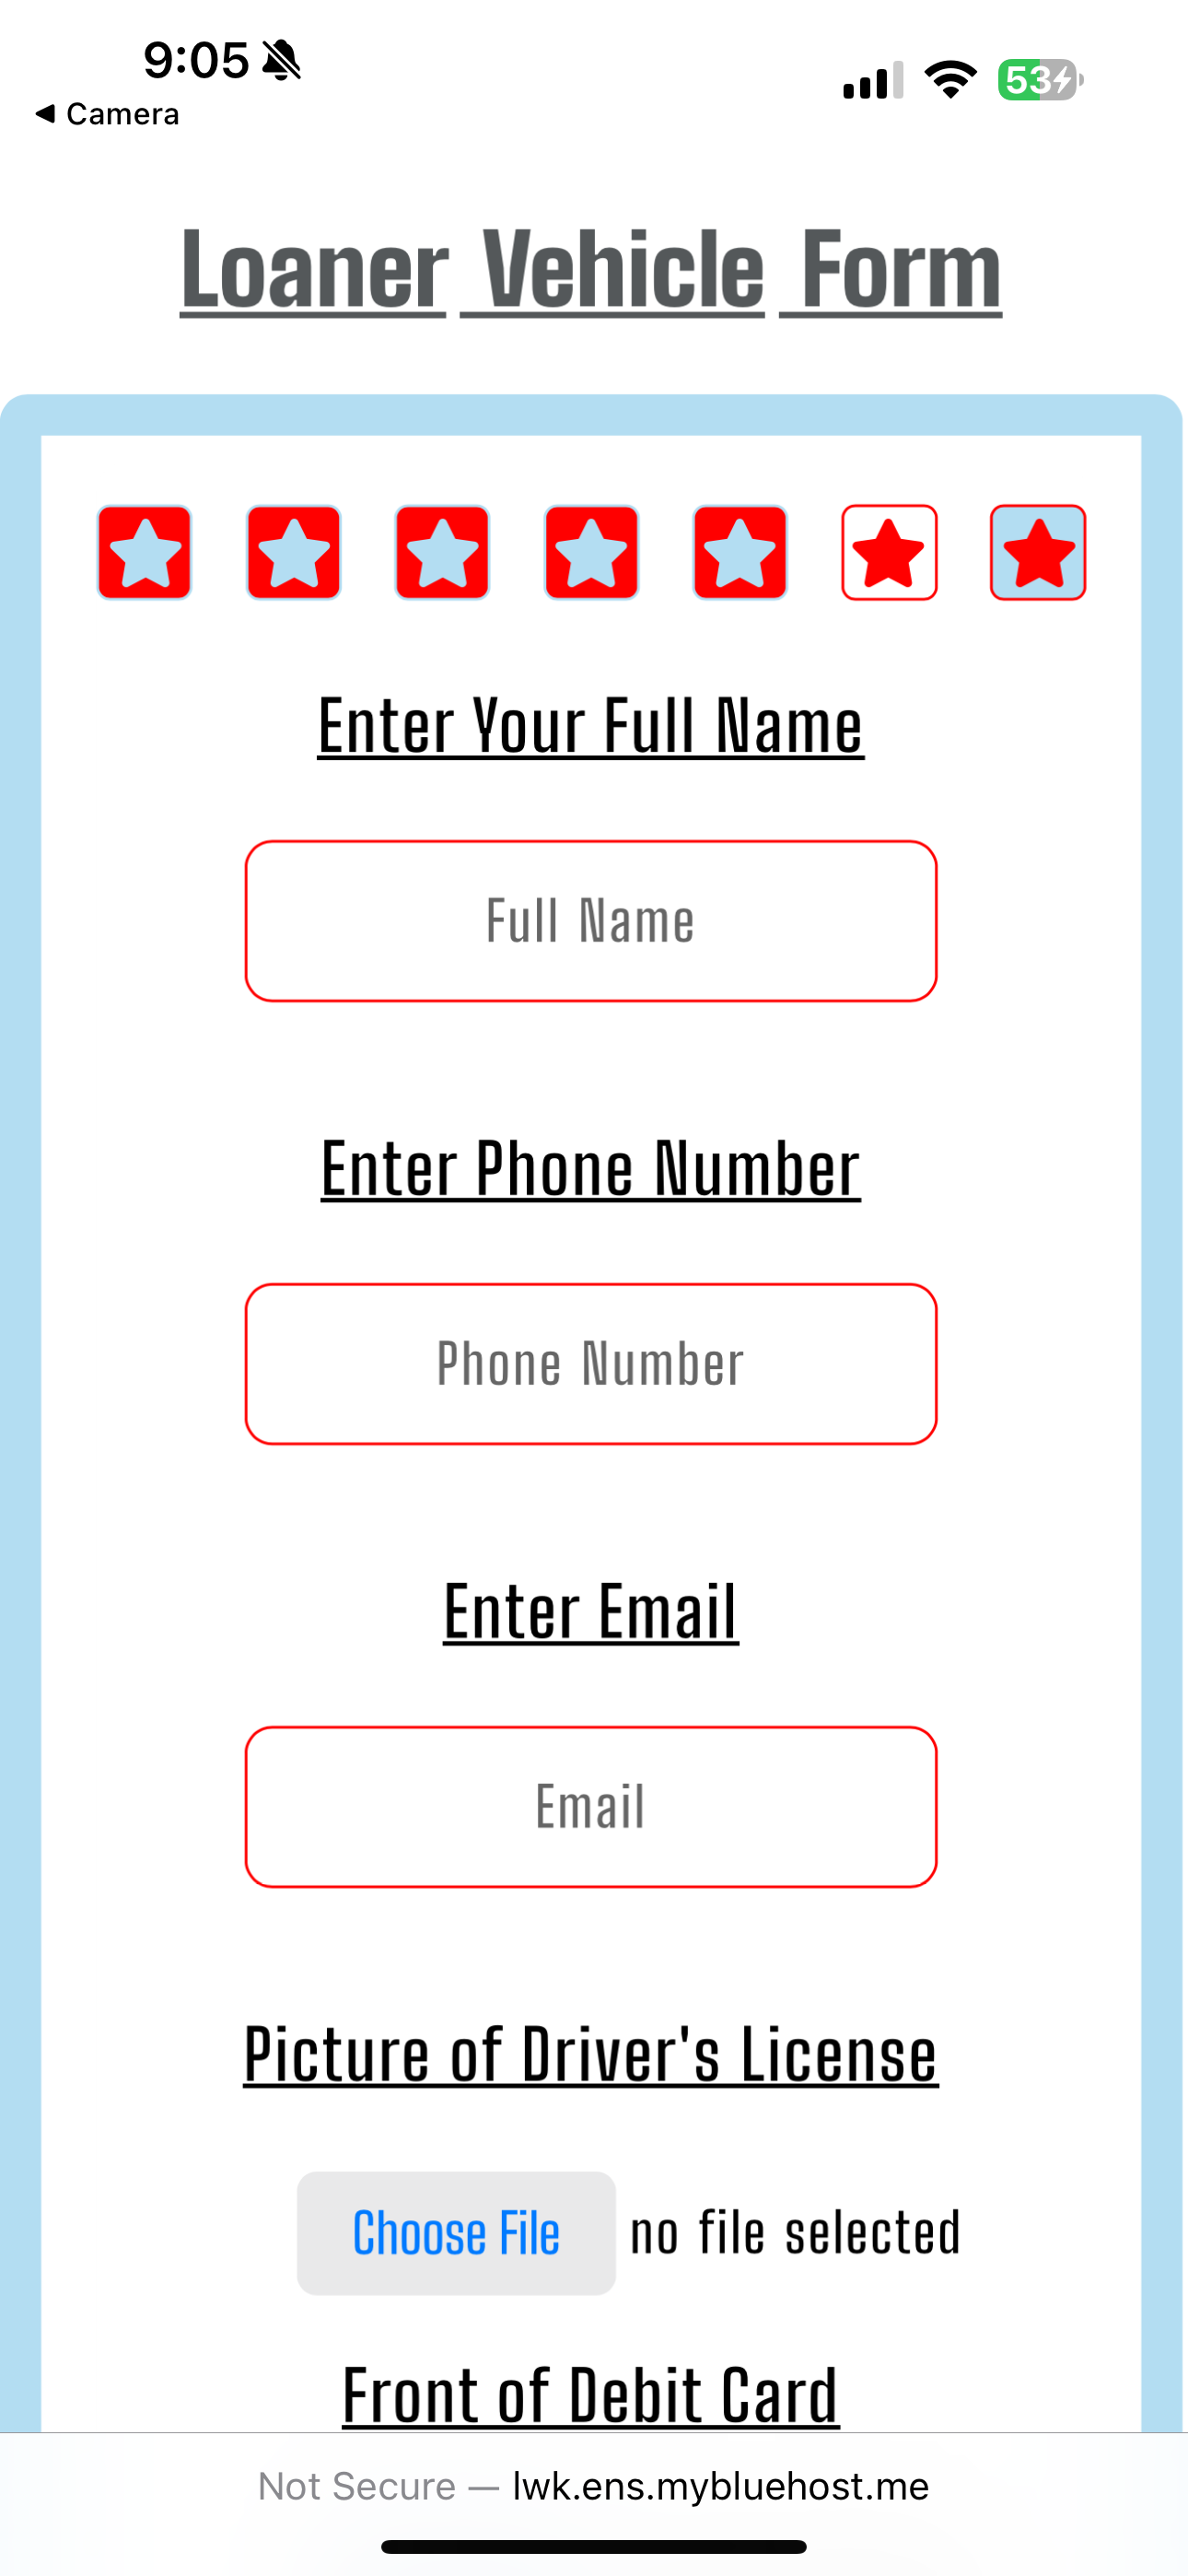 9:05
Camera
53
Loaner Vehicle Form
Enter Your Full Name
Full Name
Enter Phone Number
Phone Number
Enter Email
Email
Picture of Driver's License
Choose File no file selected
Front of Debit Card
Not Secure — lwk.ens.mybluehost.me